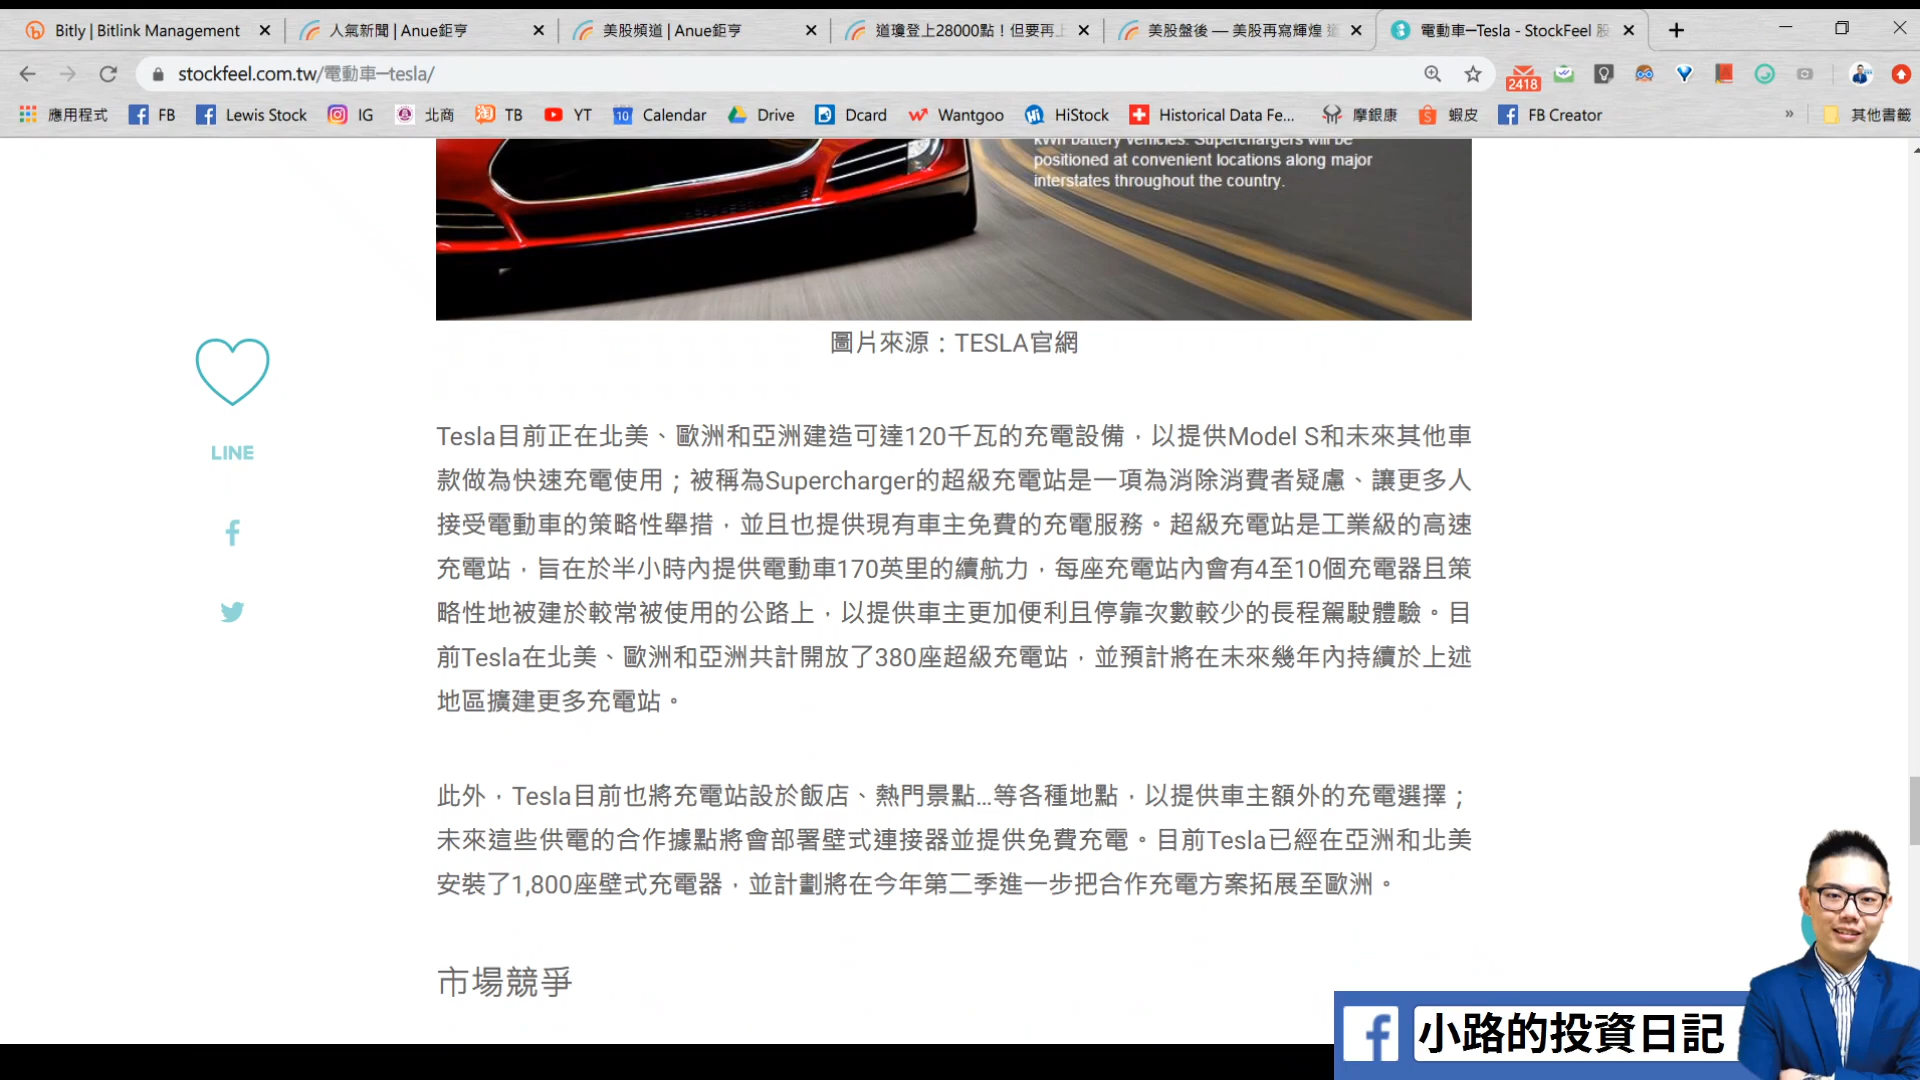 Bitly | Bitlink Management
人氣新聞 | Anue鉅亨
美股頻道 | Anue鉅亨
道瓊登上28000點！但要再上
美股盤後 — 美股再寫輝煌
電動車─Tesla - StockFeel 股
stockfeel.com.tw/電動車─tesla/
2418
應用程式
FB
Lewis Stock
IG
北商
淘 TB
YT
10 Calendar
Drive
Dcard
Wantgoo
HiStock
Historical Data Fe...
摩銀康
蝦皮
FB Creator
»
其他書籤
kWh battery vehicles. Superchargers will be
positioned at convenient locations along major
interstates throughout the country.
圖片來源：TESLA官網
LINE
Tesla目前正在北美、歐洲和亞洲建造可達120千瓦的充電設備，以提供Model S和未來其他車
款做為快速充電使用；被稱為Supercharger的超級充電站是一項為消除消費者疑慮、讓更多人
接受電動車的策略性舉措，並且也提供現有車主免費的充電服務。超級充電站是工業級的高速
充電站，旨在於半小時內提供電動車170英里的續航力，每座充電站內會有4至10個充電器且策
略性地被建於較常被使用的公路上，以提供車主更加便利且停靠次數較少的長程駕駛體驗。目
前Tesla在北美、歐洲和亞洲共計開放了380座超級充電站，並預計將在未來幾年內持續於上述
地區擴建更多充電站。
此外，Tesla目前也將充電站設於飯店、熱門景點…等各種地點，以提供車主額外的充電選擇；
未來這些供電的合作據點將會部署壁式連接器並提供免費充電。目前Tesla已經在亞洲和北美
安裝了1,800座壁式充電器，並計劃將在今年第二季進一步把合作充電方案拓展至歐洲。
市場競爭
小路的投資日記